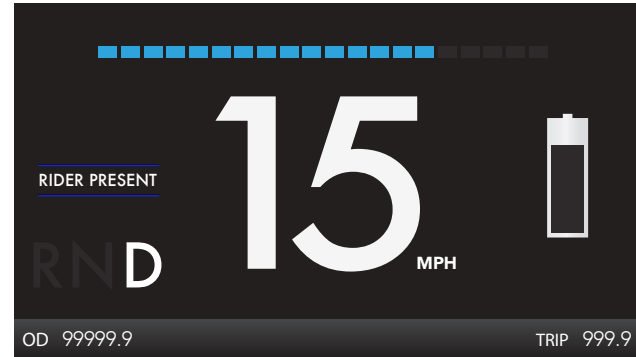 15
MPH
RIDER PRESENT
RND
OD 99999.9
TRIP 999.9